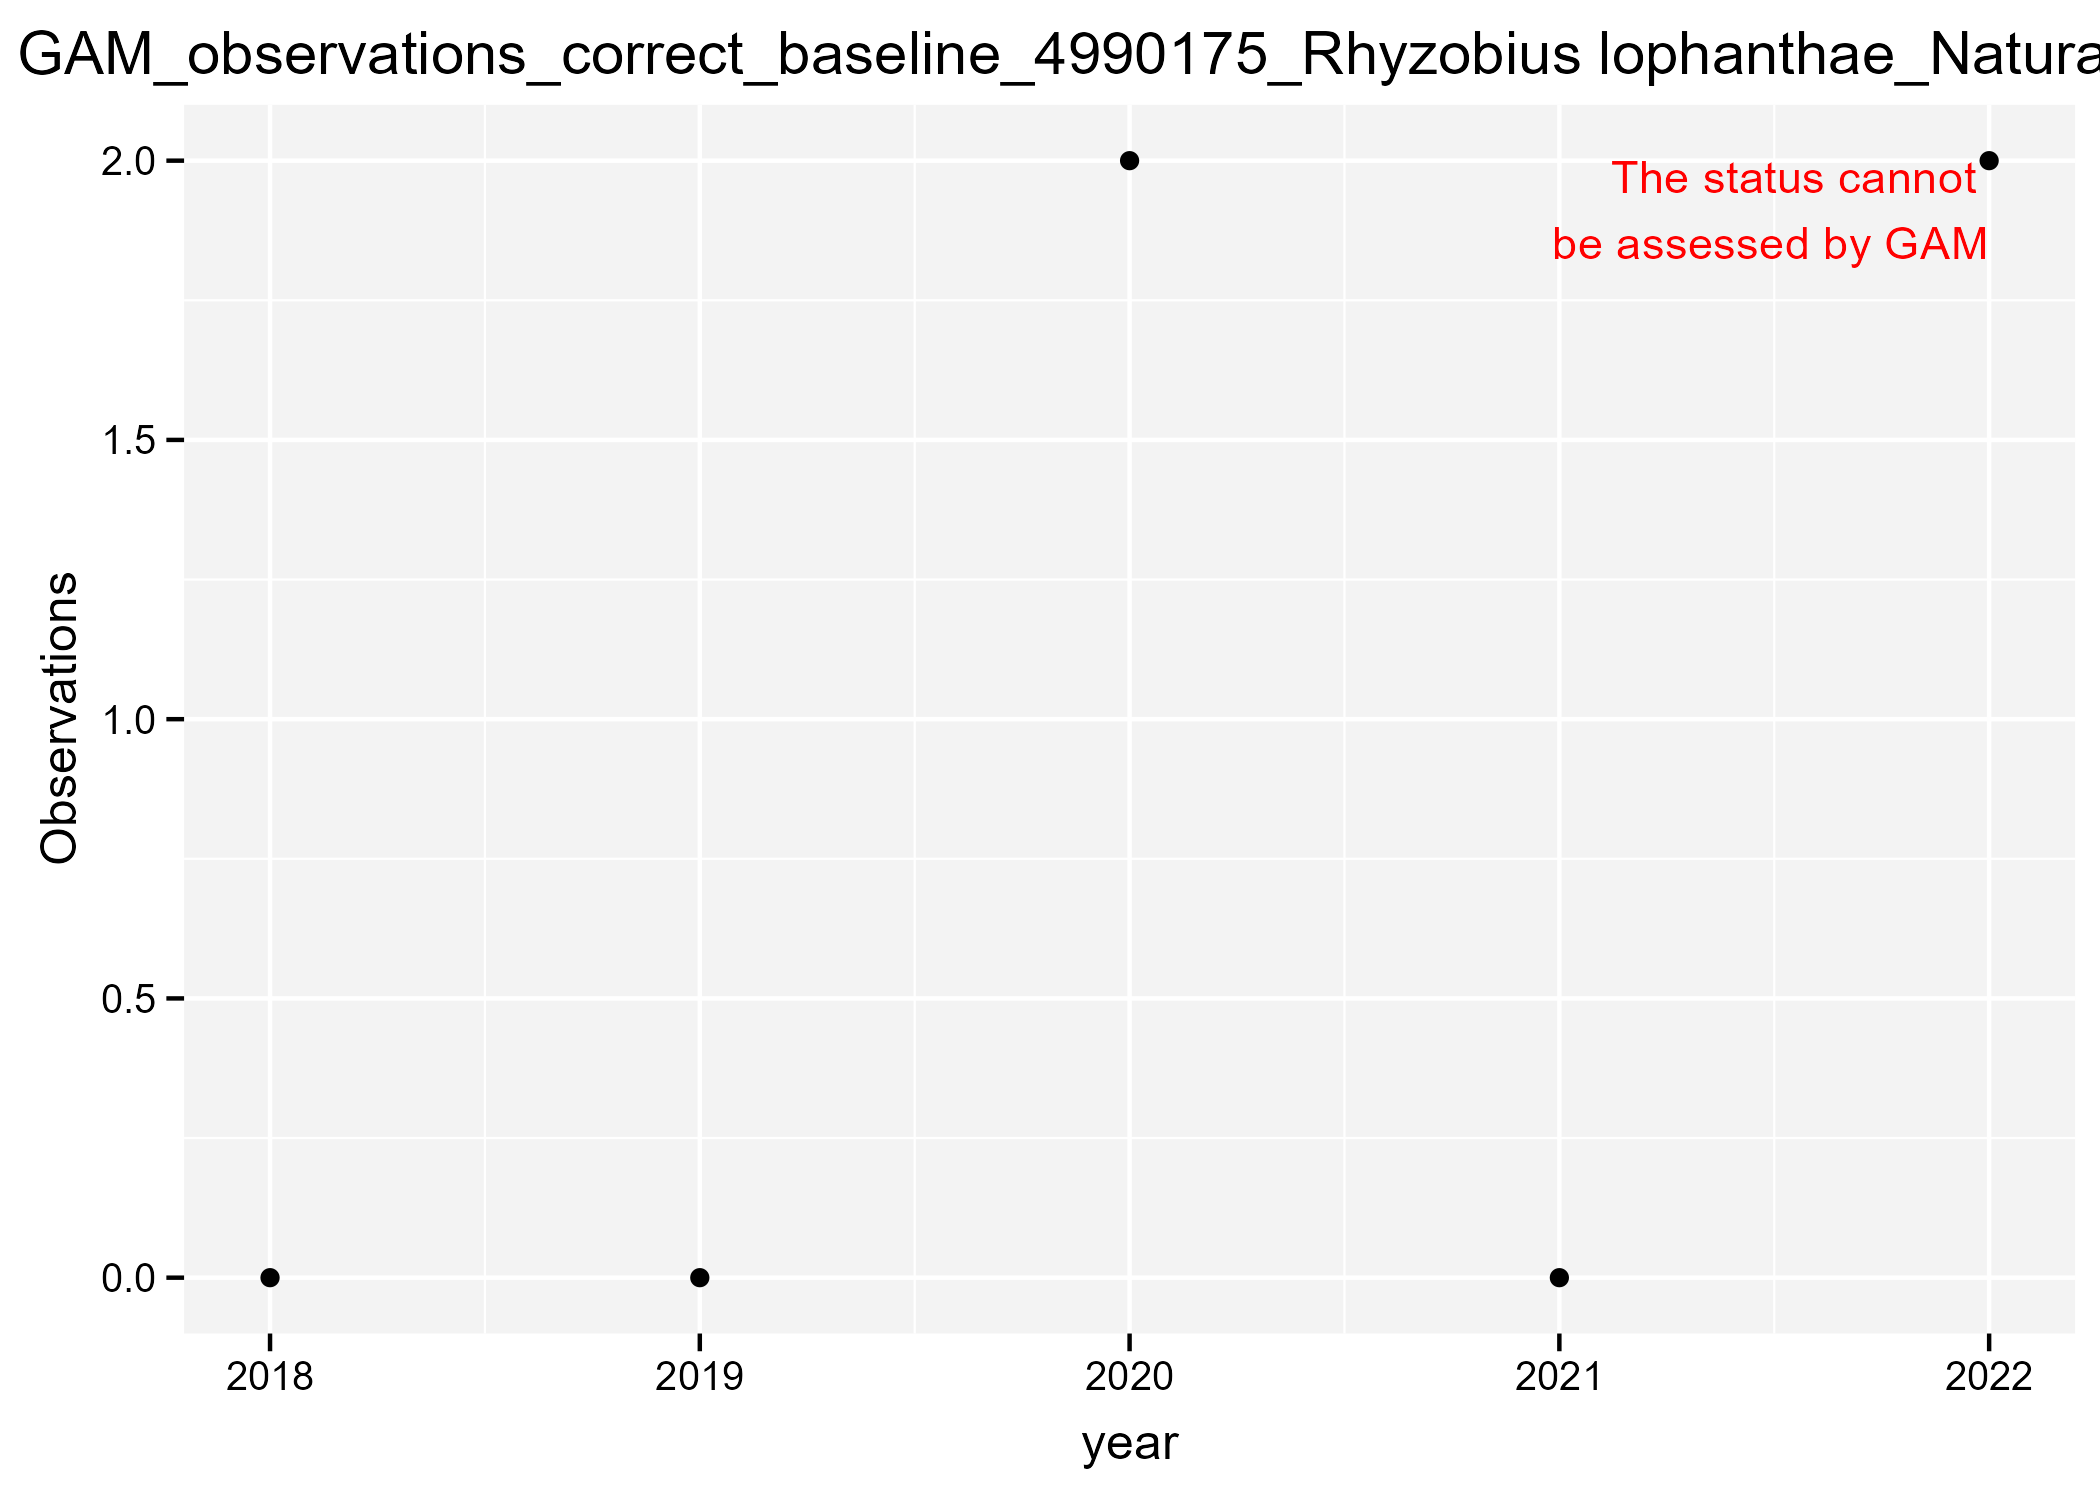 GAM_observations_correct_baseline_4990175_Rhyzobius lophanthae_Natura
2.0
The status cannot
be assessed by GAM
1.5
Observations
1.0
0.5
0.0
2018 2019 2020 2021 2022
year